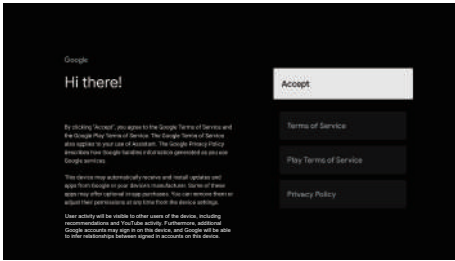 Google
Hi there!
By clicking "Accept", you agree to the Google Terms of Service and
the Google Play Terms of Service. The Google Terms of Service
also applies to your use of Assistant. The Google Privacy Policy
describes how Google handles information generated as you use
Google services.
This device may automatically receive and install updates and
apps from Google or your device's manufacturer. Some of these
apps may offer optional in-app purchases. You can remove them or
adjust their permissions at any time from the device settings.
User activity will be visible to other users of the device, including
recommendations and YouTube activity. Furthermore, additional
Google accounts may sign in on this device, and Google will be able
to infer relationships between signed in accounts on this device.
Accept
Terms of Service
Play Terms of Service
Privacy Policy